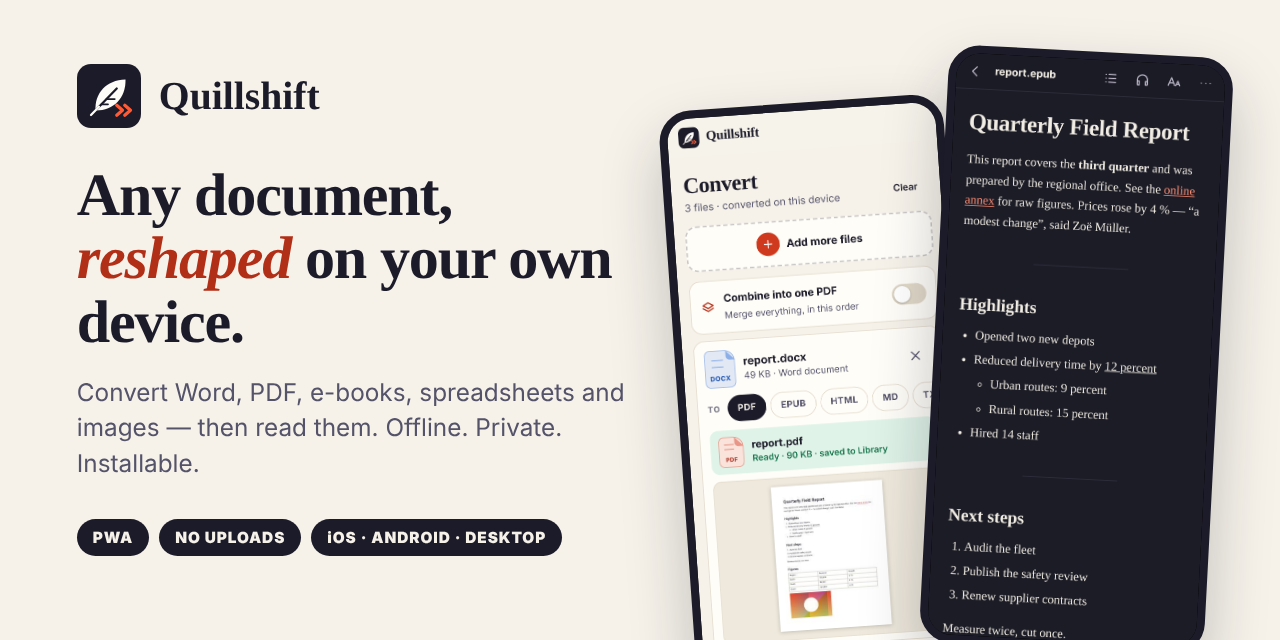 Quillshift
Any document,
reshaped on your own
device.
Convert Word, PDF, e-books, spreadsheets and
images — then read them. Offline. Private.
Installable.
PWA
NO UPLOADS
iOS · ANDROID · DESKTOP
Quillshift
Convert
3 files · converted on this device
Clear
Add more files
Combine into one PDF
Merge everything, in this order
DOCX
report.docx
49 KB · Word document
TO
PDF
EPUB
HTML
MD
PDF
report.pdf
Ready · 90 KB · saved to Library
Quarterly Field Report
Highlights
report.epub
Quarterly Field Report
This report covers the third quarter and was
prepared by the regional office. See the online
annex for raw figures. Prices rose by 4 % — “a
modest change”, said Zoë Müller.
Highlights
• Opened two new depots
• Reduced delivery time by 12 percent
◦ Urban routes: 9 percent
◦ Rural routes: 15 percent
• Hired 14 staff
Next steps
1. Audit the fleet
2. Publish the safety review
3. Renew supplier contracts
Measure twice, cut once.